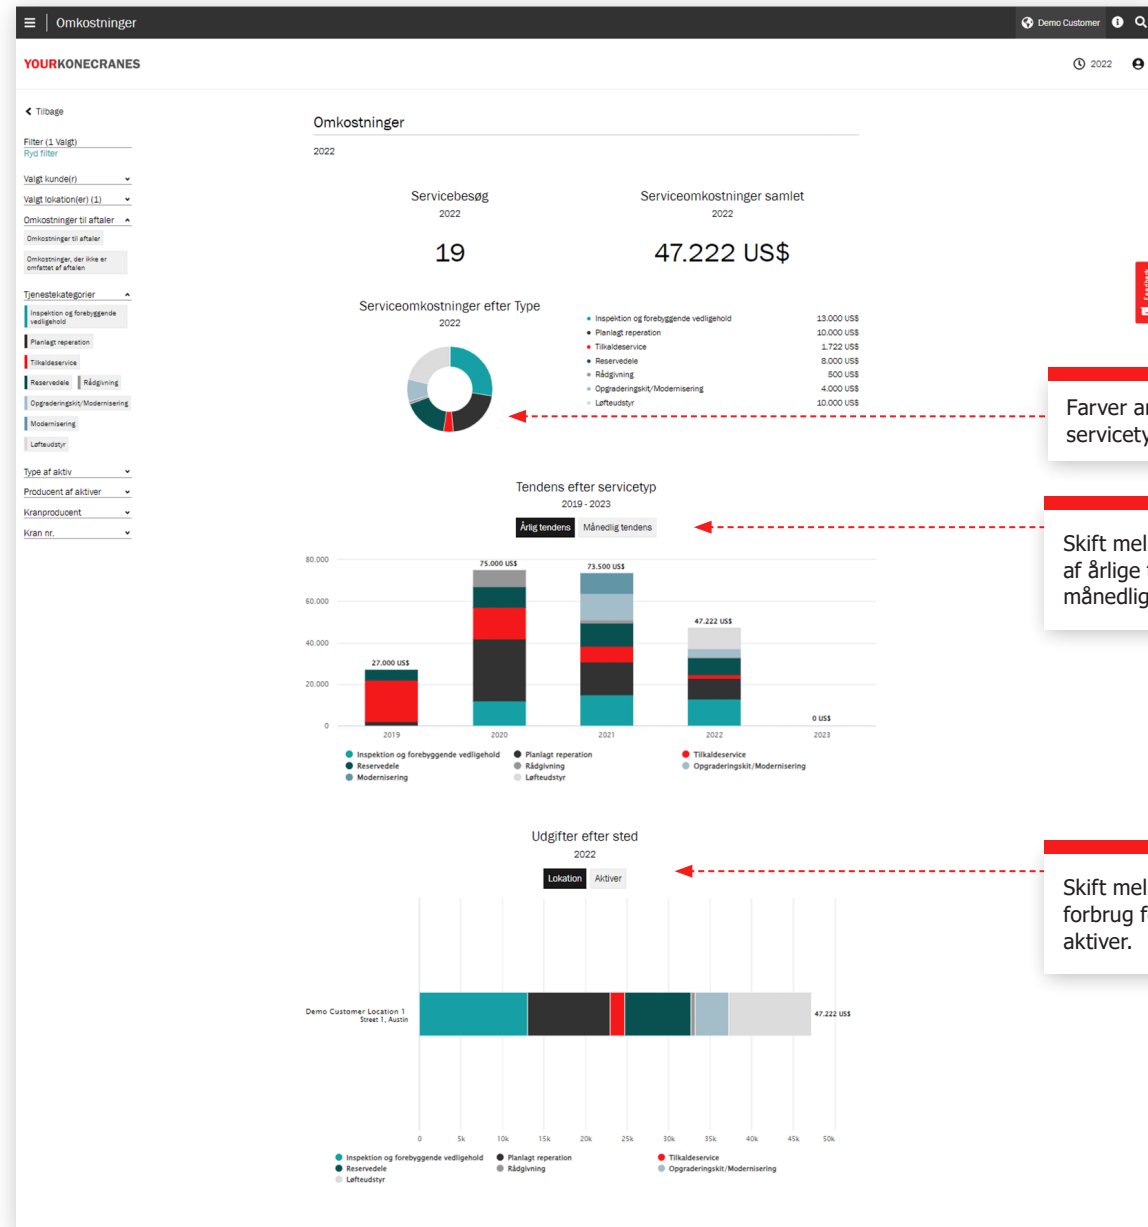 Omkostninger
Demo Customer
YOURKONECRANES
2022
Tilbage
Filter (1 Valgt)
Ryd filter
Valgt kunde(r)
Valgt lokation(er) (1)
Omkostninger til aftaler
Omkostninger til aftaler
Omkostninger, der ikke er
omfattet af aftalen
Tjenestekategorier
Inspektion og forebyggende
vedligehold
Planlagt reperation
Tilkaldeservice
Reservedele Rådgivning
Opgraderingskit/Modernisering
Modernisering
Løfteudstyr
Type af aktiv
Producent af aktiver
Kranproducent
Kran nr.
Omkostninger
2022
Servicebesøg
2022
19
Serviceomkostninger samlet
2022
47.222 US$
Serviceomkostninger efter Type
2022
Inspektion og forebyggende vedligehold 13.000 US$
Planlagt reperation 10.000 US$
Tilkaldeservice 1.722 US$
Reservedele 8.000 US$
Rådgivning 500 US$
Opgraderingskit/Modernisering 4.000 US$
Løfteudstyr 10.000 US$
Farver
servicety
Tendens efter servicetyp
2019 - 2023
Årlig tendens Månedlig tendens
Skift mel
af årlige
månedlig
80.000
60.000
40.000
20.000
0
27.000 US$
75.000 US$
73.500 US$
47.222 US$
0 US$
2019 2020 2021 2022 2023
Inspektion og forebyggende vedligehold Planlagt reperation Tilkaldeservice
Reservedele Rådgivning Opgraderingskit/Modernisering
Modernisering Løfteudstyr
Udgifter efter sted
2022
Lokation Aktiver
Skift mel
forbrug f
aktiver.
Demo Customer Location 1
Street 1, Austin
47.222 US$
0 5k 10k 15k 20k 25k 30k 35k 40k 45k 50k
Inspektion og forebyggende vedligehold Planlagt reperation Tilkaldeservice
Reservedele Rådgivning Opgraderingskit/Modernisering
Løfteudstyr